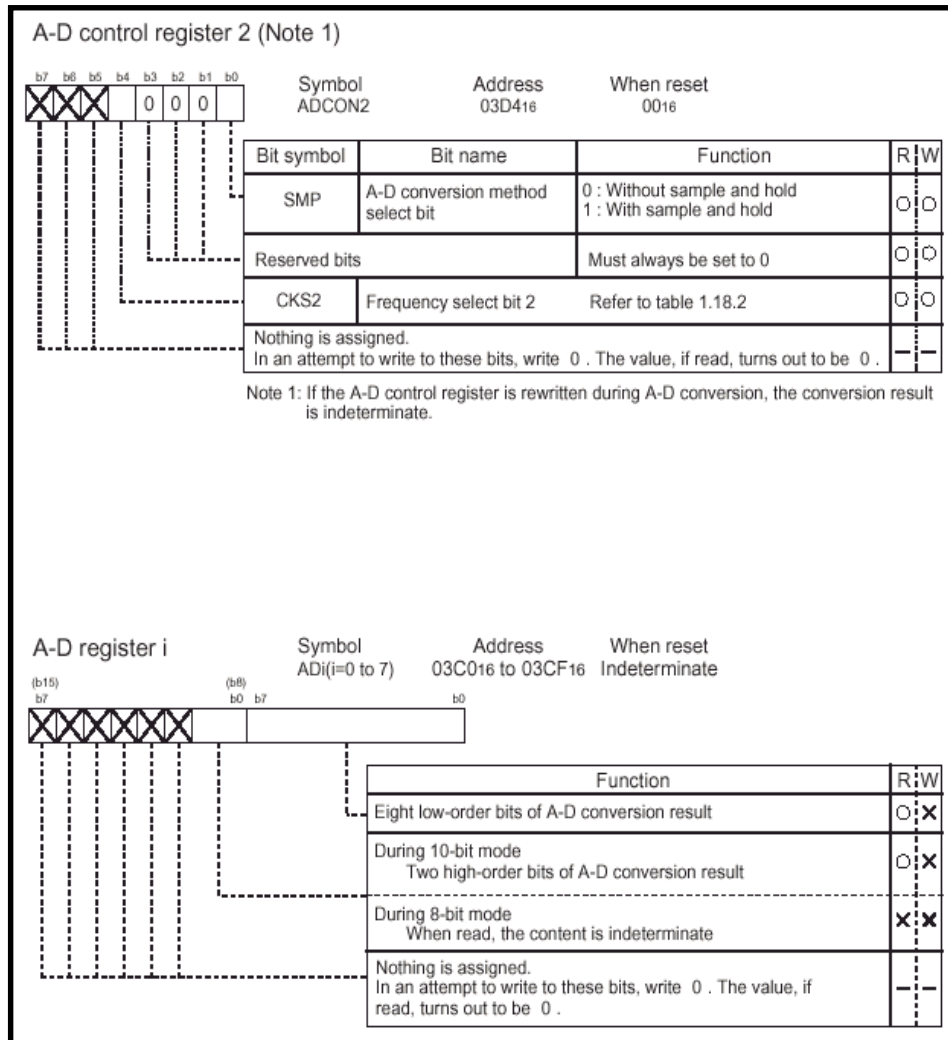 A-D control register 2 (Note 1)
b7 b6 b5 b4 b3 b2 b1 b0
Symbol Address When reset
ADCON2 03D416 0016
0 0 0
Bit symbol Bit name Function R W
SMP A-D conversion method select bit 0 : Without sample and hold
1 : With sample and hold
Reserved bits Must always be set to 0
CKS2 Frequency select bit 2 Refer to table 1.18.2
Nothing is assigned.
In an attempt to write to these bits, write 0 . The value, if read, turns out to be 0 .
Note 1: If the A-D control register is rewritten during A-D conversion, the conversion result
is indeterminate.
A-D register i
Symbol Address When reset
ADi(i=0 to 7) 03C016 to 03CF16 Indeterminate
(b15) (b8)
b7 b0 b7 b0
Function R W
Eight low-order bits of A-D conversion result
During 10-bit mode
Two high-order bits of A-D conversion result
During 8-bit mode
When read, the content is indeterminate
Nothing is assigned.
In an attempt to write to these bits, write 0 . The value, if
read, turns out to be 0 .